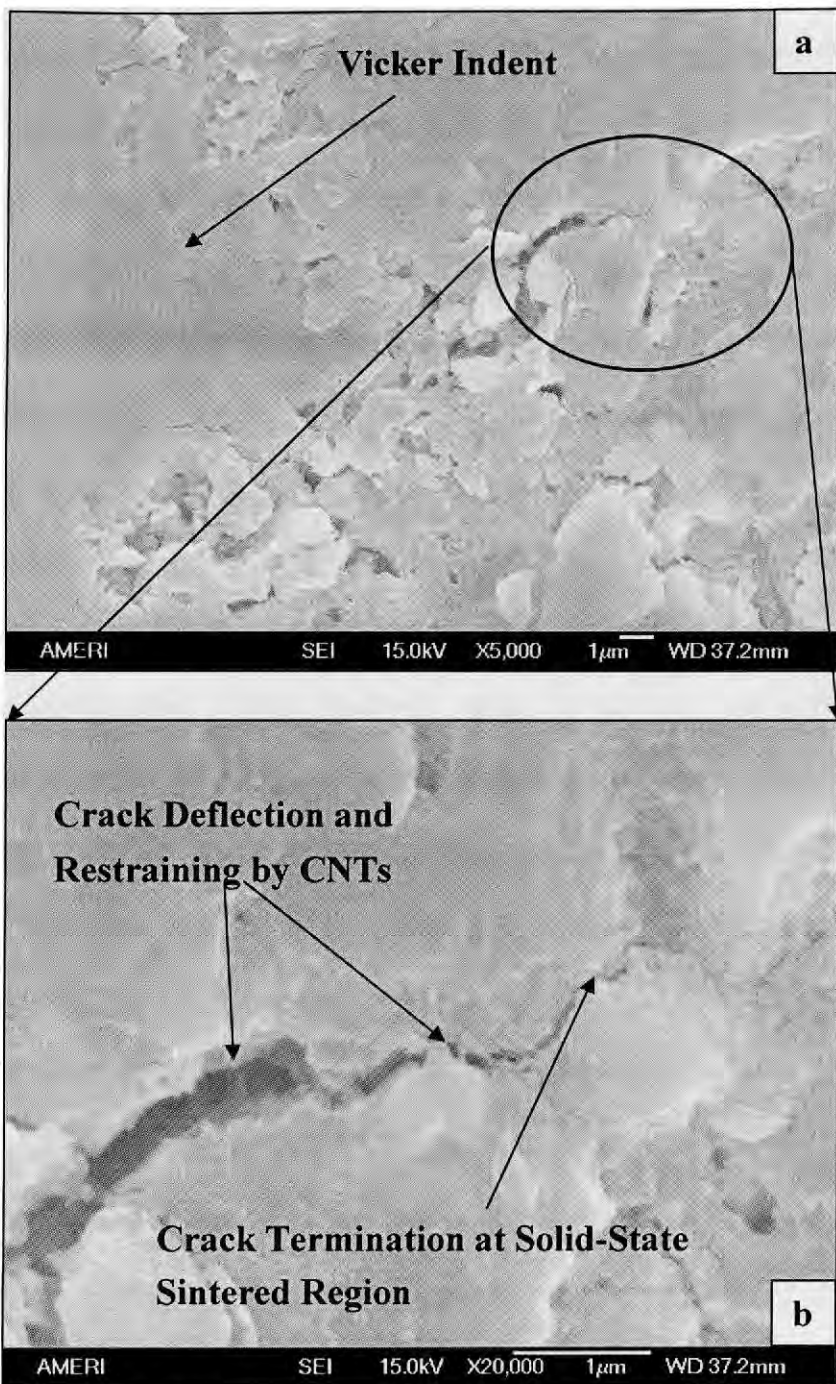 a
Vicker Indent
AMERI SEI 15.0kV X5,000 1μm WD 37.2mm
Crack Deflection and
Restraining by CNTs
Crack Termination at Solid-State
Sintered Region
b
AMERI SEI 15.0kV X20,000 1μm WD 37.2mm